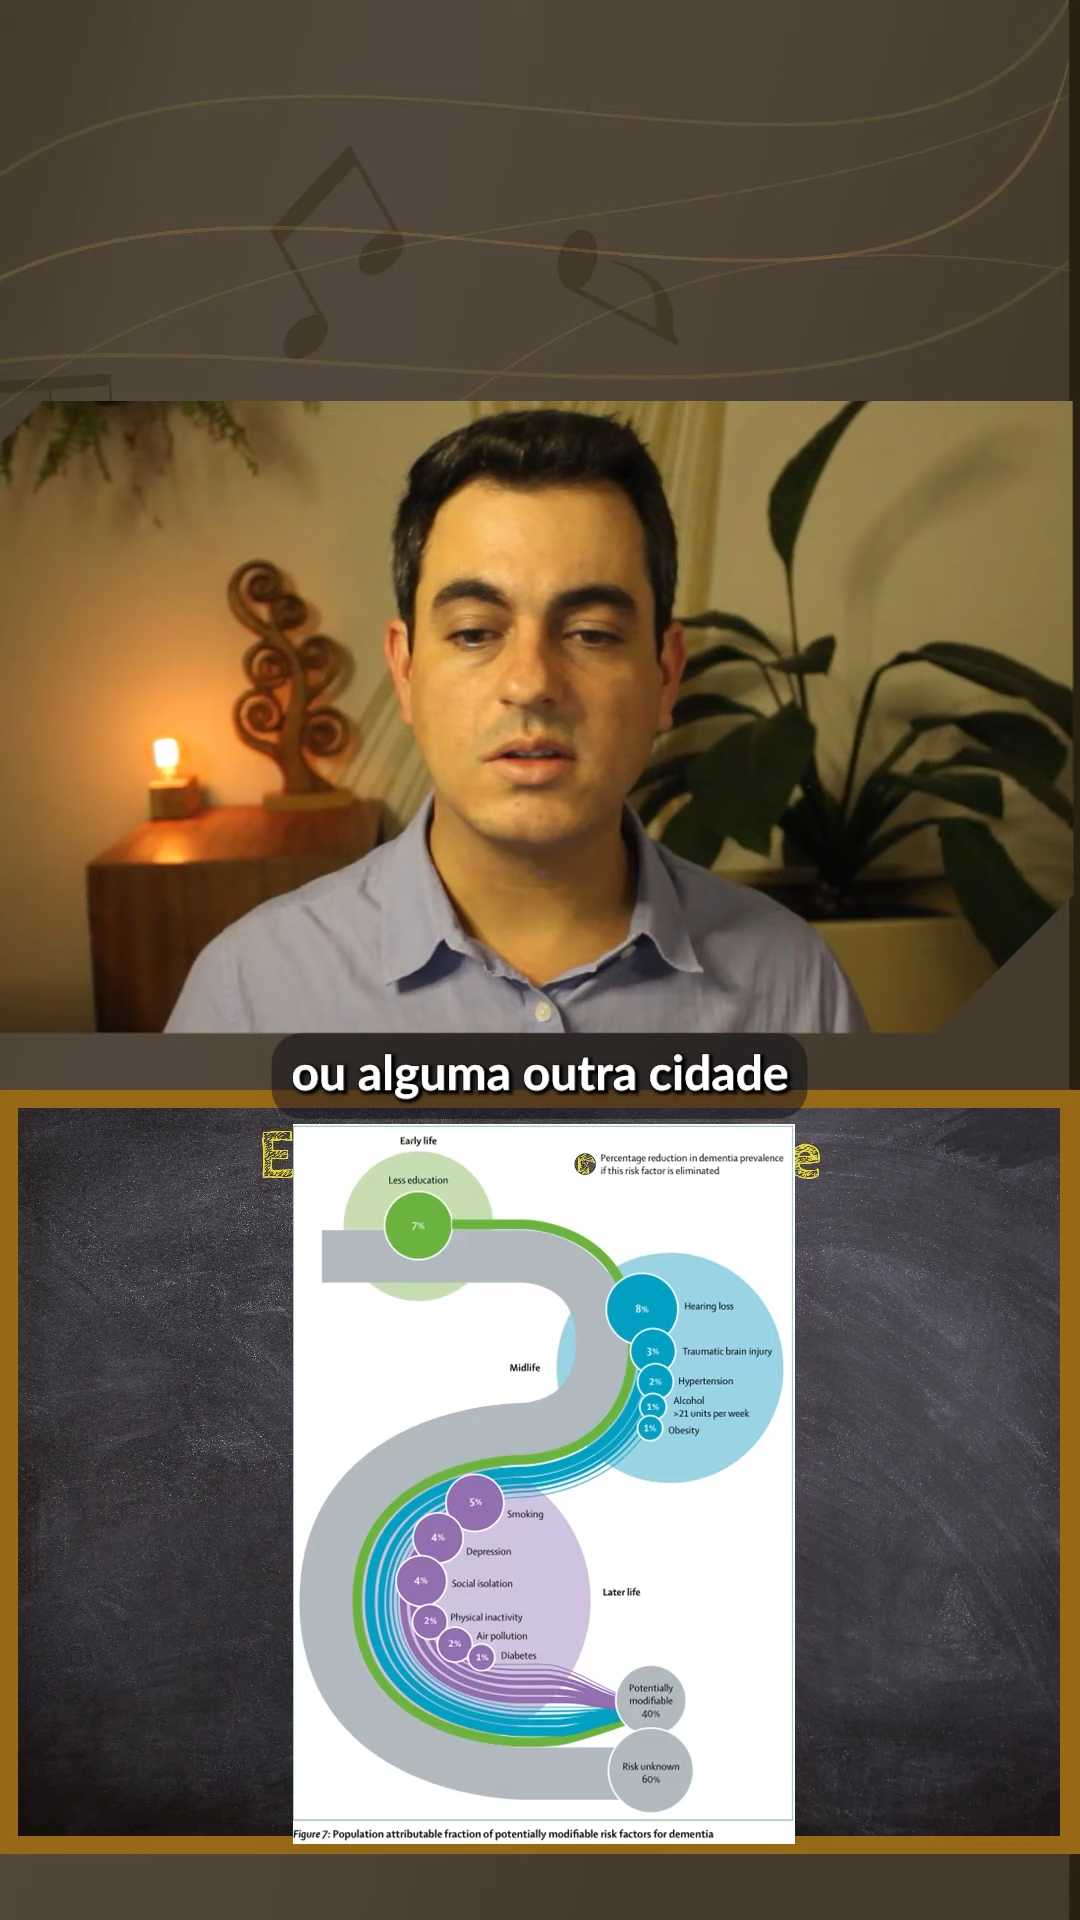 ou alguma outra cidade
E
e
Early life
Percentage reduction in dementia prevalence
if this risk factor is eliminated
Less education
7%
8%
Hearing loss
3%
Traumatic brain injury
Midlife
2%
Hypertension
1%
Alcohol
>21 units per week
1%
Obesity
5%
Smoking
4%
Depression
4%
Social isolation
Later life
2%
Physical inactivity
2%
Air pollution
1%
Diabetes
Potentially
modifiable
40%
Risk unknown
60%
Figure 7: Population attributable fraction of potentially modifiable risk factors for dementia